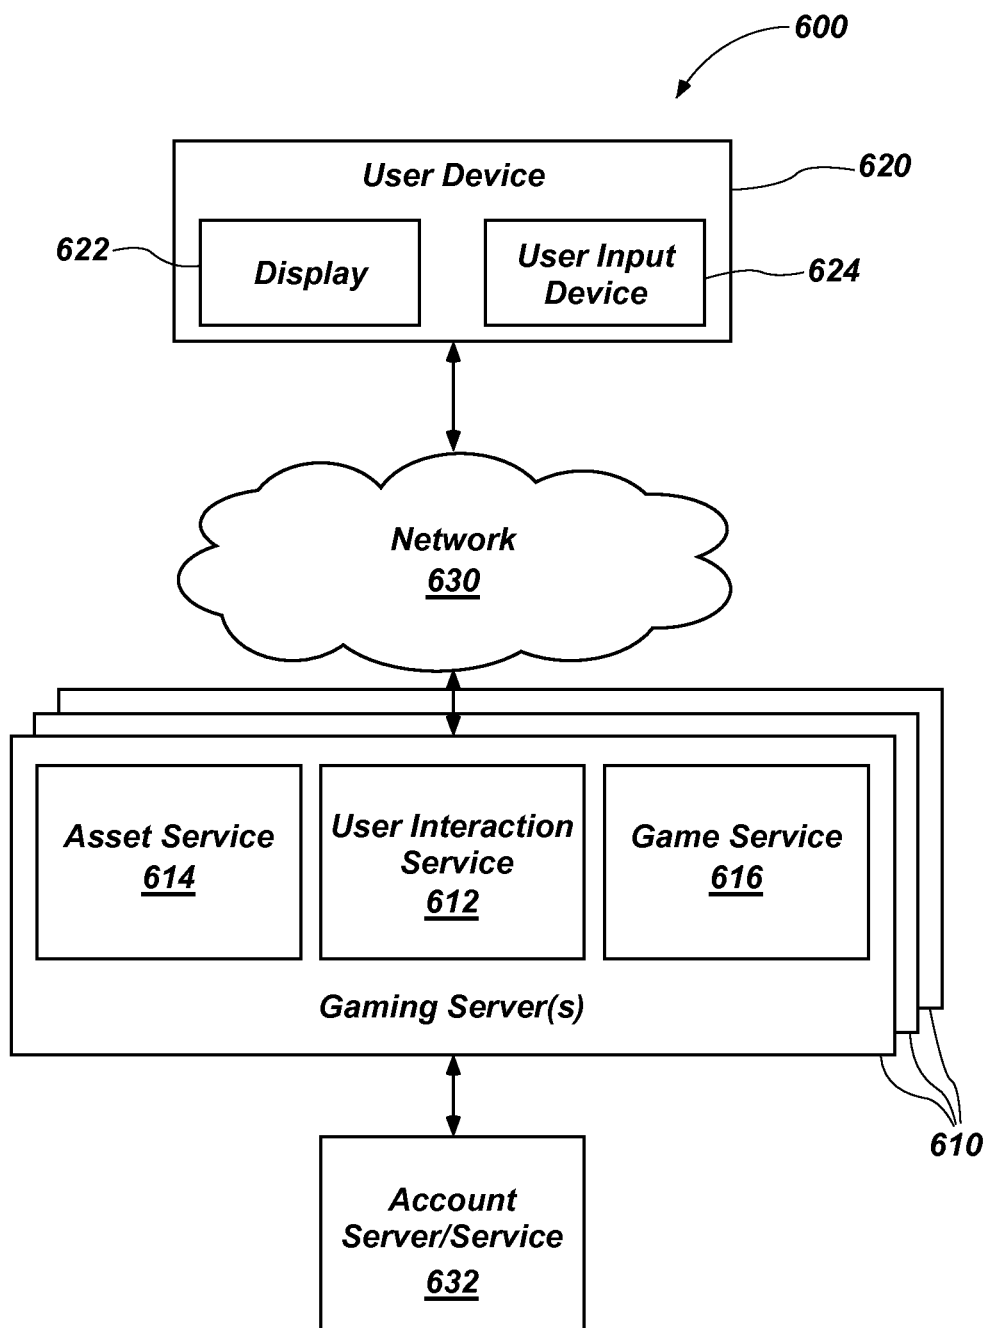 600
User Device
620
622
Display
User Input
Device
624
Network
630
Asset Service
614
User Interaction
Service
612
Game Service
616
Gaming Server(s)
610
Account
Server/Service
632